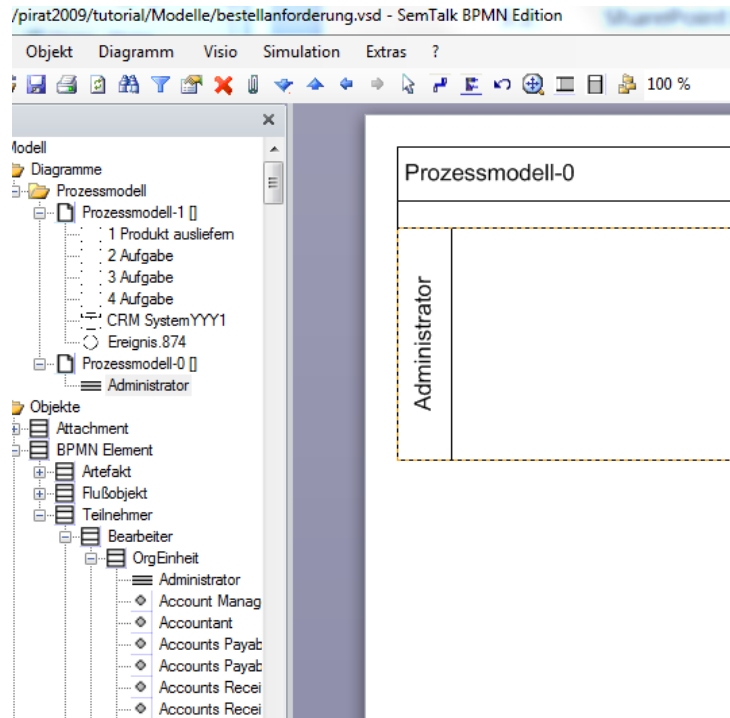 /pirat2009/tutorial/Modelle/bestellanforderung.vsd - SemTalk BPMN Edition
Objekt Diagramm Visio Simulation Extras ?
100 %
Modell
Diagramme
Prozessmodell
Prozessmodell-1 []
1 Produkt ausliefern
2 Aufgabe
3 Aufgabe
4 Aufgabe
CRM SystemYYY1
Ereignis.874
Prozessmodell-0 []
Administrator
Objekte
Attachment
BPMN Element
Artefakt
Flußobjekt
Teilnehmer
Bearbeiter
OrgEinheit
Administrator
Account Manag
Accountant
Accounts Payab
Accounts Payab
Accounts Recei
Accounts Recei
Prozessmodell-0
Administrator